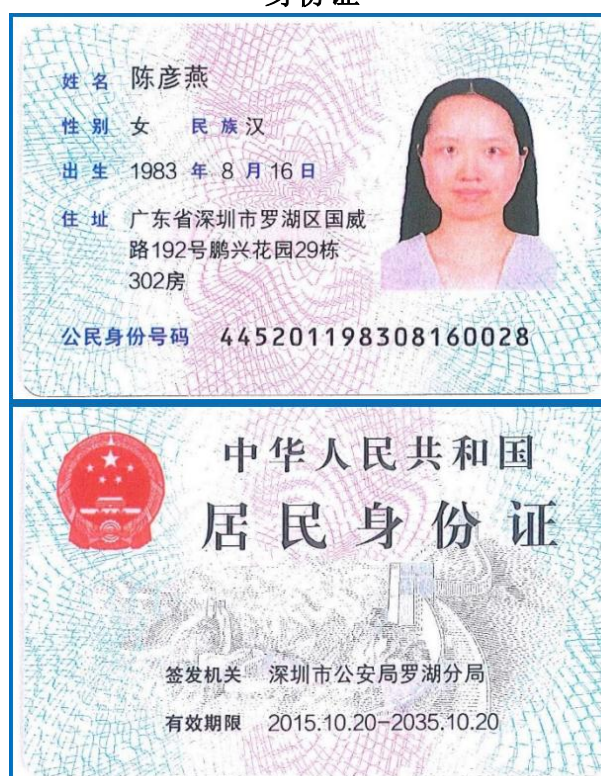 身份证
姓名 陈彦燕
性别 女 民族 汉
出生 1983 年 8 月 16 日
住址 广东省深圳市罗湖区国威
路192号鹏兴花园29栋
302房
公民身份号码 445201198308160028
中华人民共和国
居民身份证
签发机关 深圳市公安局罗湖分局
有效期限 2015.10.20-2035.10.20